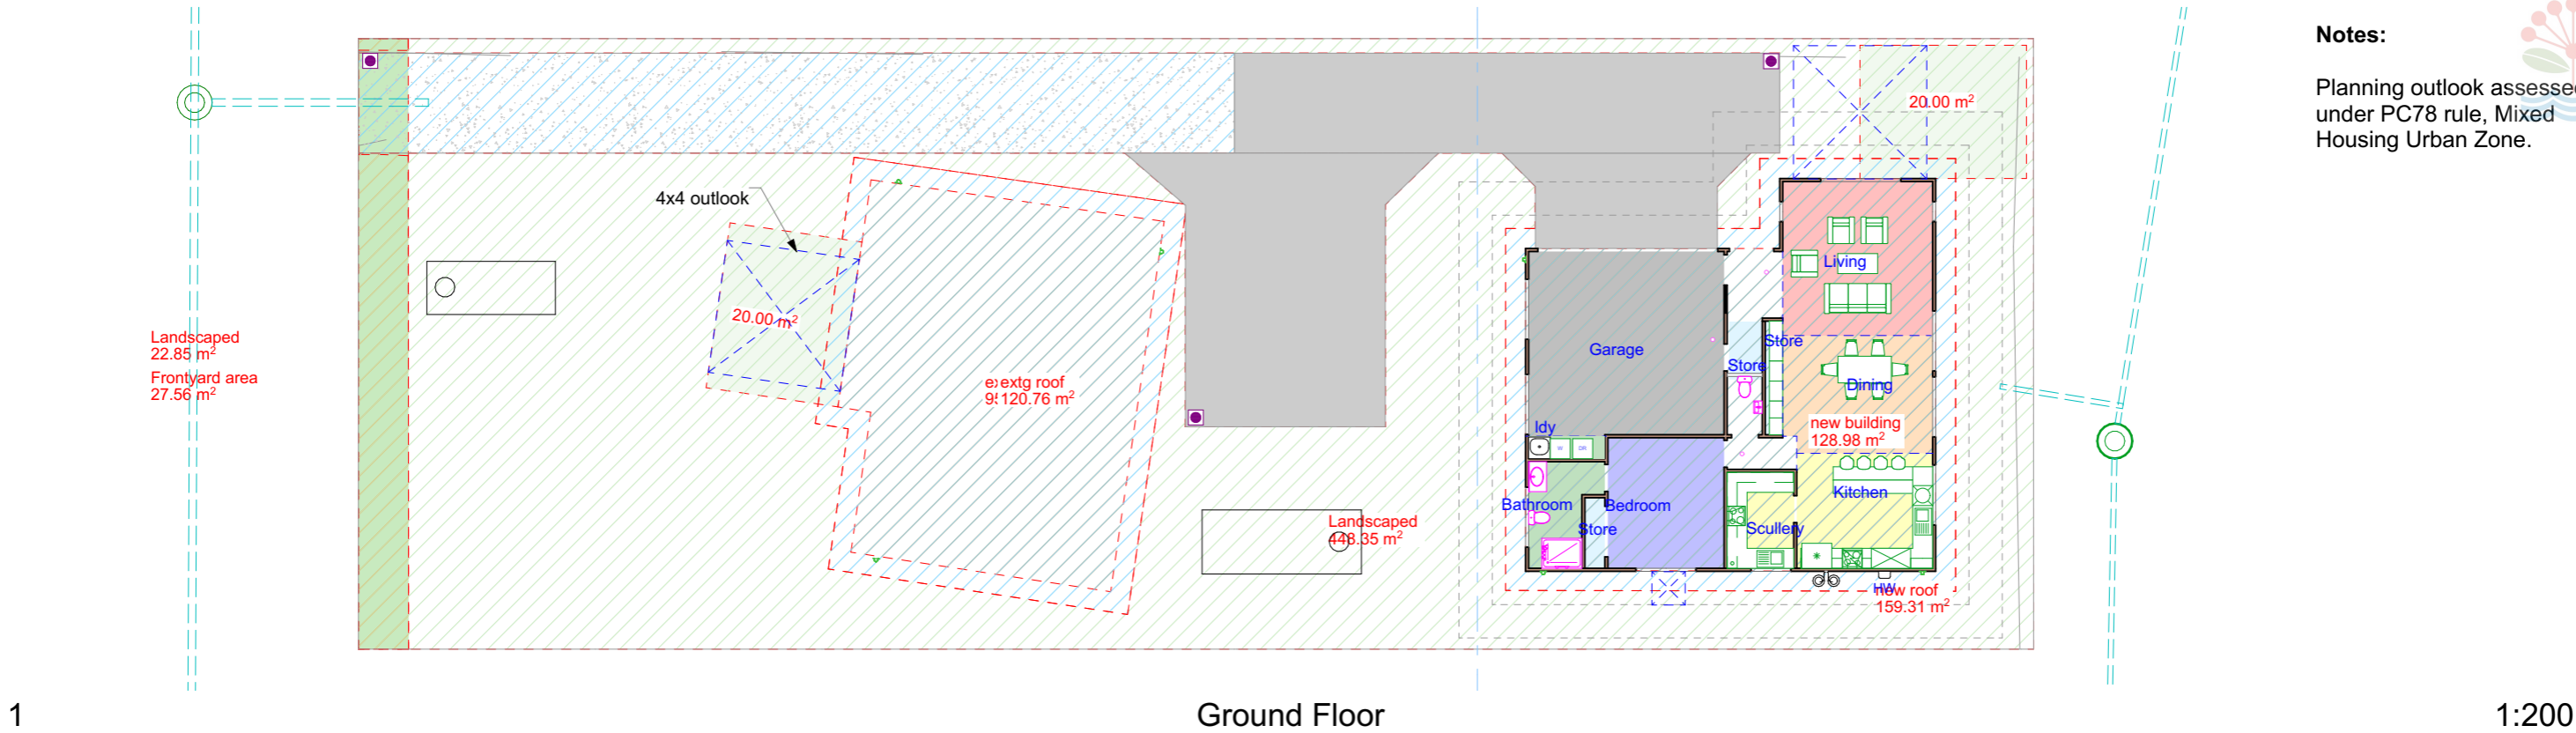 Notes:
Planning outlook assessed
under PC78 rule, Mixed
Housing Urban Zone.
20.00 m²
4x4 outlook
20.00 m²
Landscaped
22.85 m²
Frontyard area
27.56 m²
extg roof
120.76 m²
Living
Garage
Store
Store
Dining
new building
128.98 m²
ldy
Kitchen
Bathroom
Bedroom
Store
Scullery
Landscaped
448.35 m²
HW
new roof
159.31 m²
1
Ground Floor
1:200